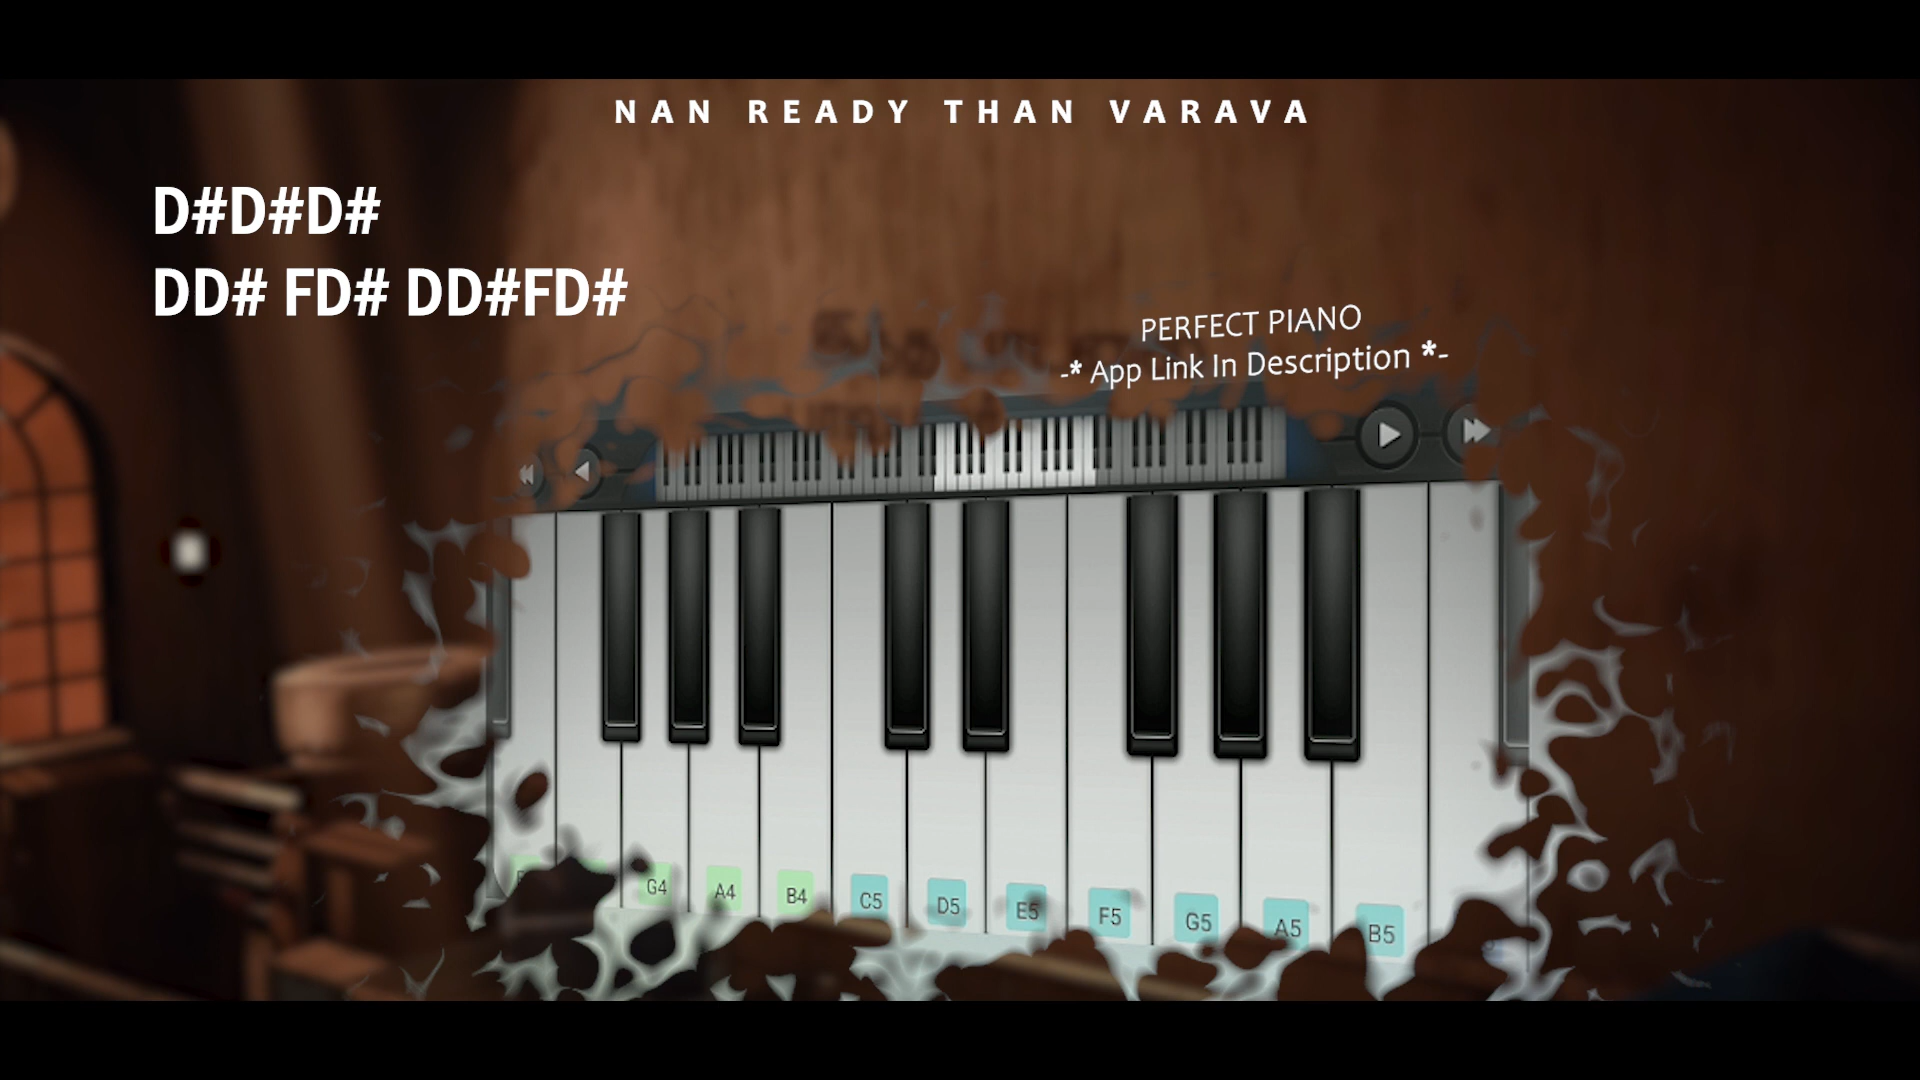 NAN READY THAN VARAVA
D#D#D#
DD# FD# DD#FD#
PERFECT PIANO
-* App Link In Description *-
G4 A4 B4 C5 D5 E5 F5 G5 A5 B5